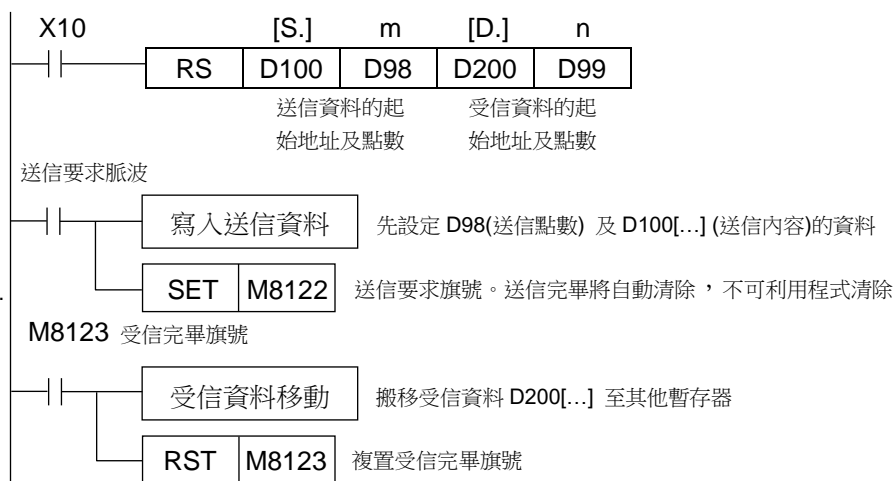 X10 [S.] m [D.] n
RS D100 D98 D200 D99
送信資料的起 受信資料的起
始地址及點數 始地址及點數
送信要求脈波
寫入送信資料 先設定 D98(送信點數) 及 D100[…] (送信內容)的資料
SET M8122 送信要求旗號。送信完畢將自動清除，不可利用程式清除
M8123 受信完畢旗號
受信資料移動 搬移受信資料 D200[…] 至其他暫存器
RST M8123 複置受信完畢旗號